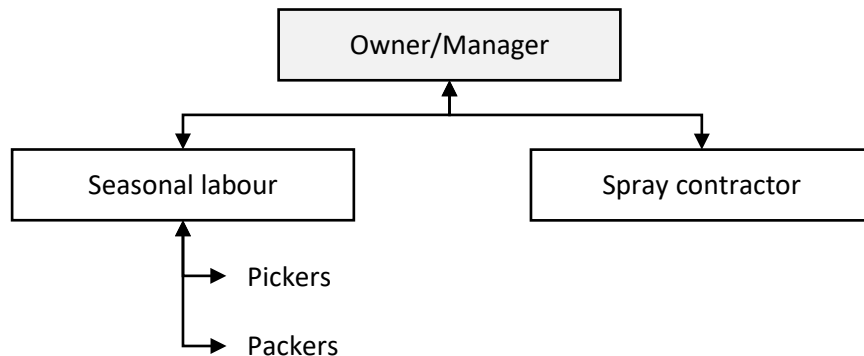 Owner/Manager
Seasonal labour
Spray contractor
Pickers
Packers